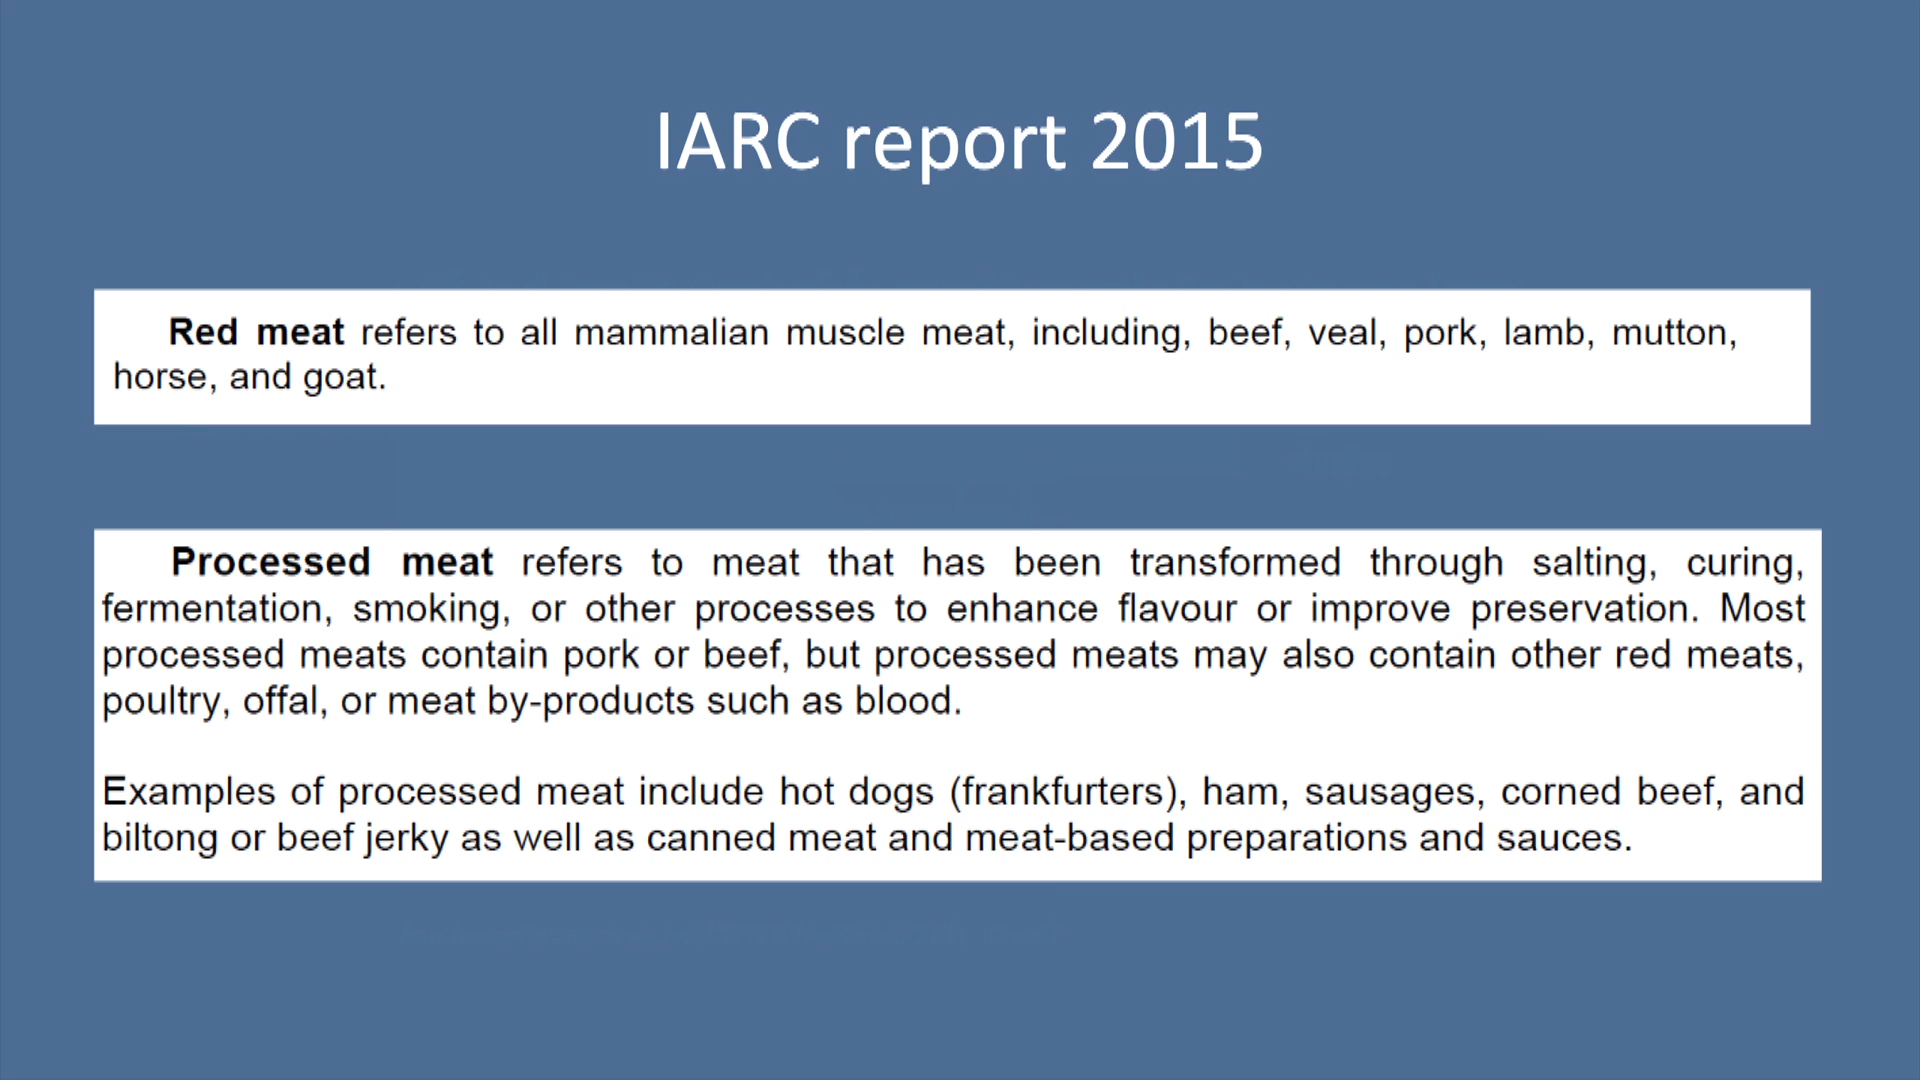 IARC report 2015
Red meat refers to all mammalian muscle meat, including, beef, veal, pork, lamb, mutton,
horse, and goat.
Processed meat refers to meat that has been transformed through salting, curing,
fermentation, smoking, or other processes to enhance flavour or improve preservation. Most
processed meats contain pork or beef, but processed meats may also contain other red meats,
poultry, offal, or meat by-products such as blood.
Examples of processed meat include hot dogs (frankfurters), ham, sausages, corned beef, and
biltong or beef jerky as well as canned meat and meat-based preparations and sauces.